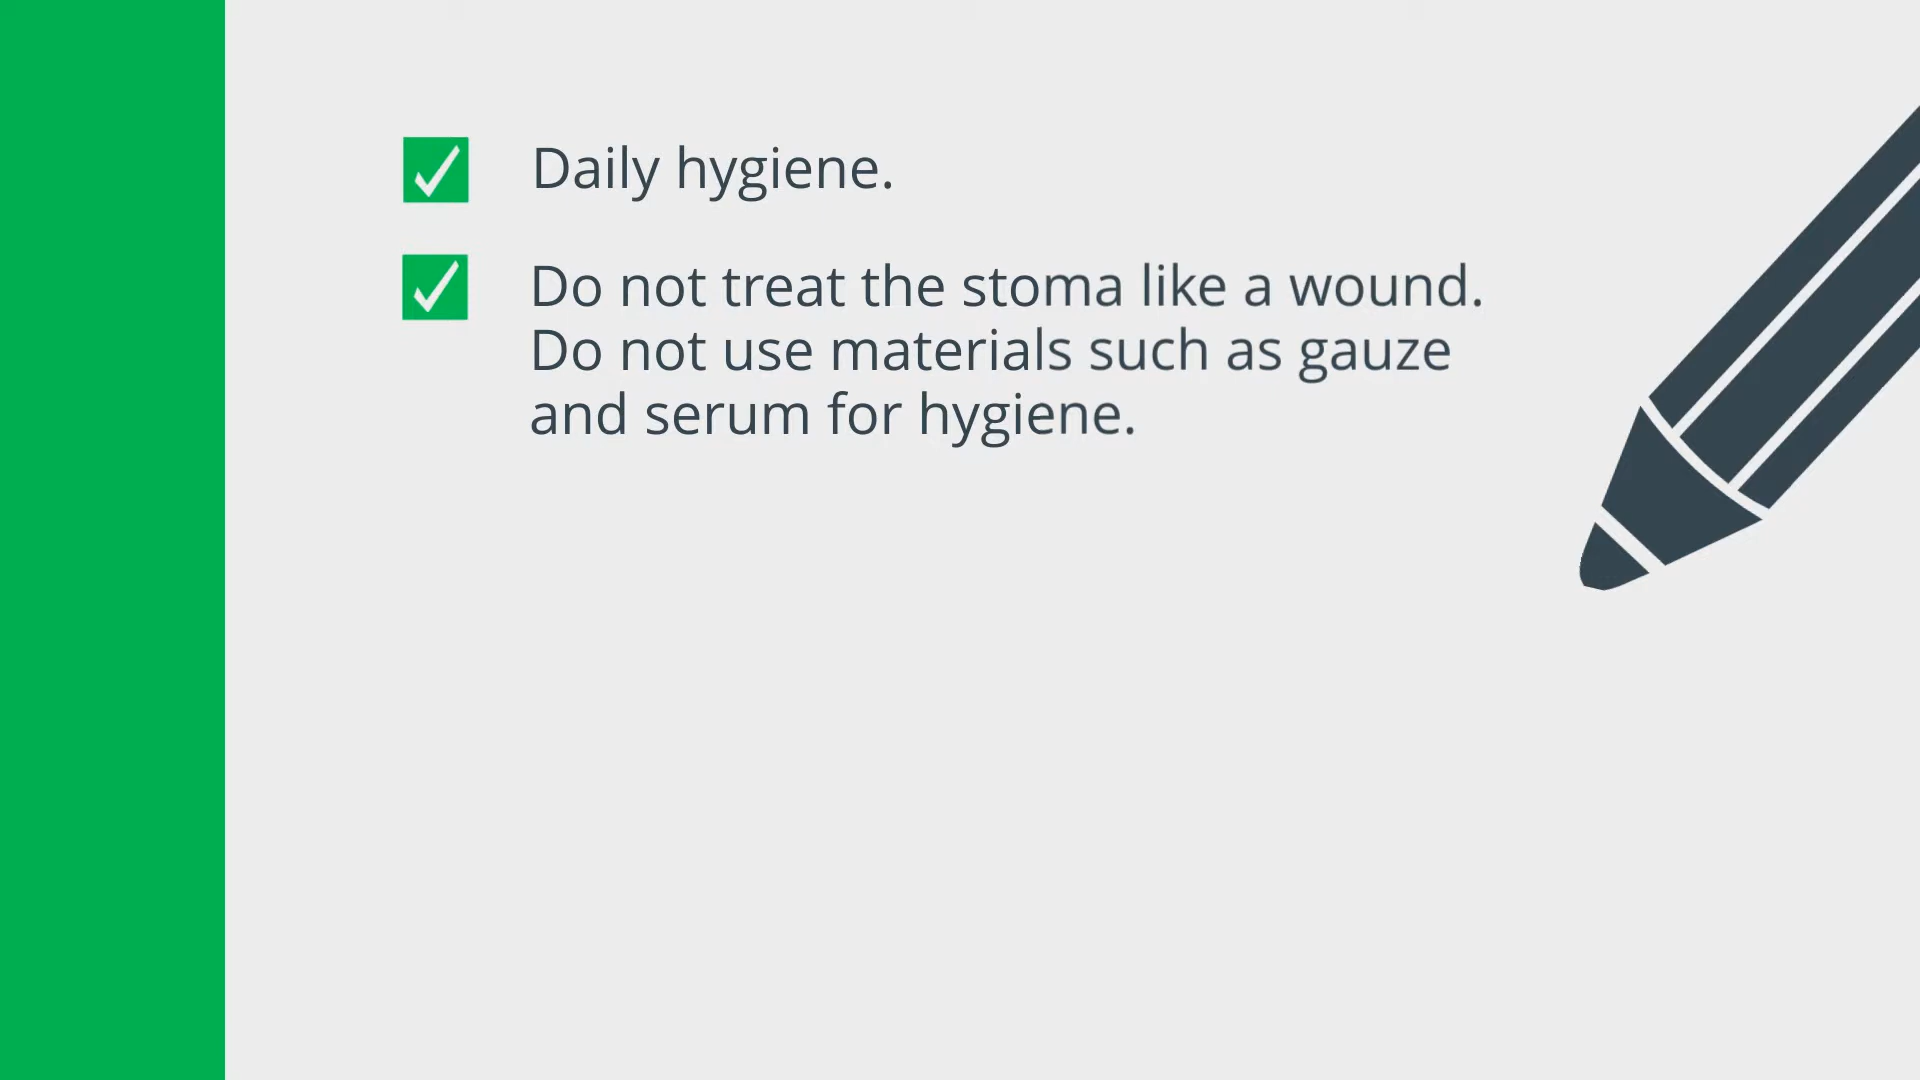 Daily hygiene.
Do not treat the stoma like a wound.
Do not use materials such as gauze
and serum for hygiene.